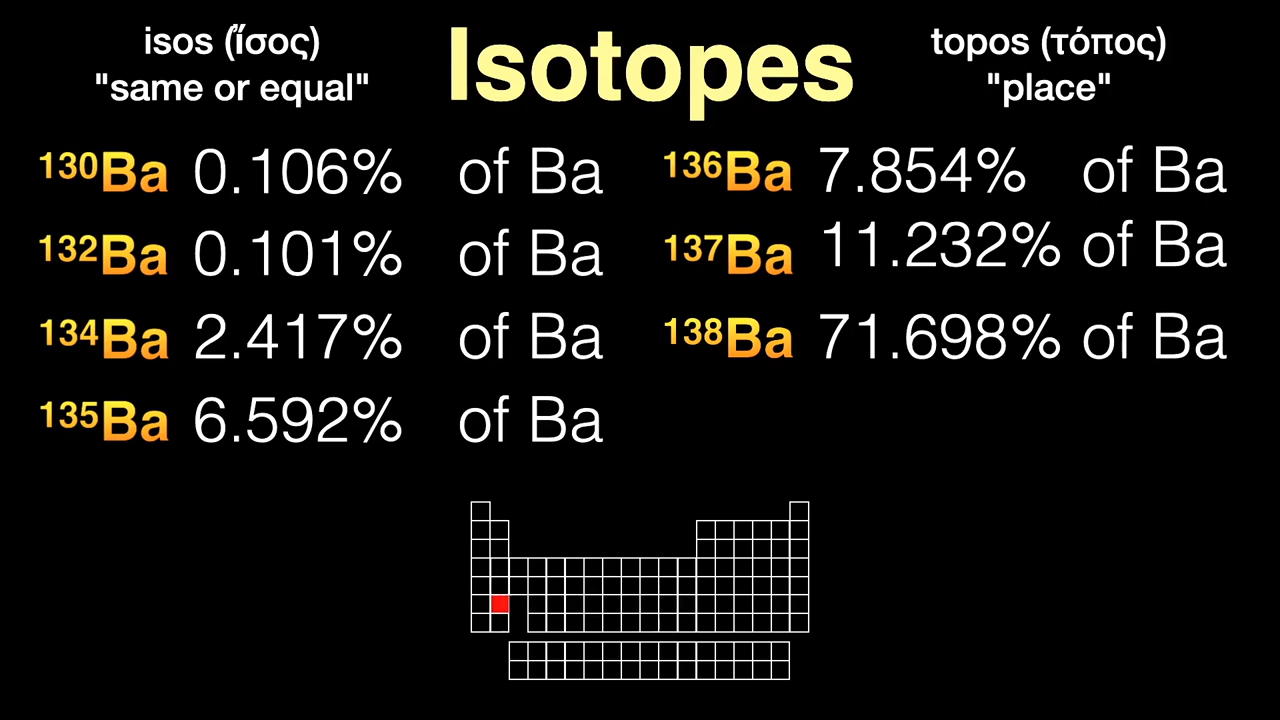 isos (ἴσος)
"same or equal"
Isotopes
topos (τόπος)
"place"
¹³⁰Ba 0.106% of Ba
¹³²Ba 0.101% of Ba
¹³⁴Ba 2.417% of Ba
¹³⁵Ba 6.592% of Ba
¹³⁶Ba 7.854% of Ba
¹³⁷Ba 11.232% of Ba
¹³⁸Ba 71.698% of Ba